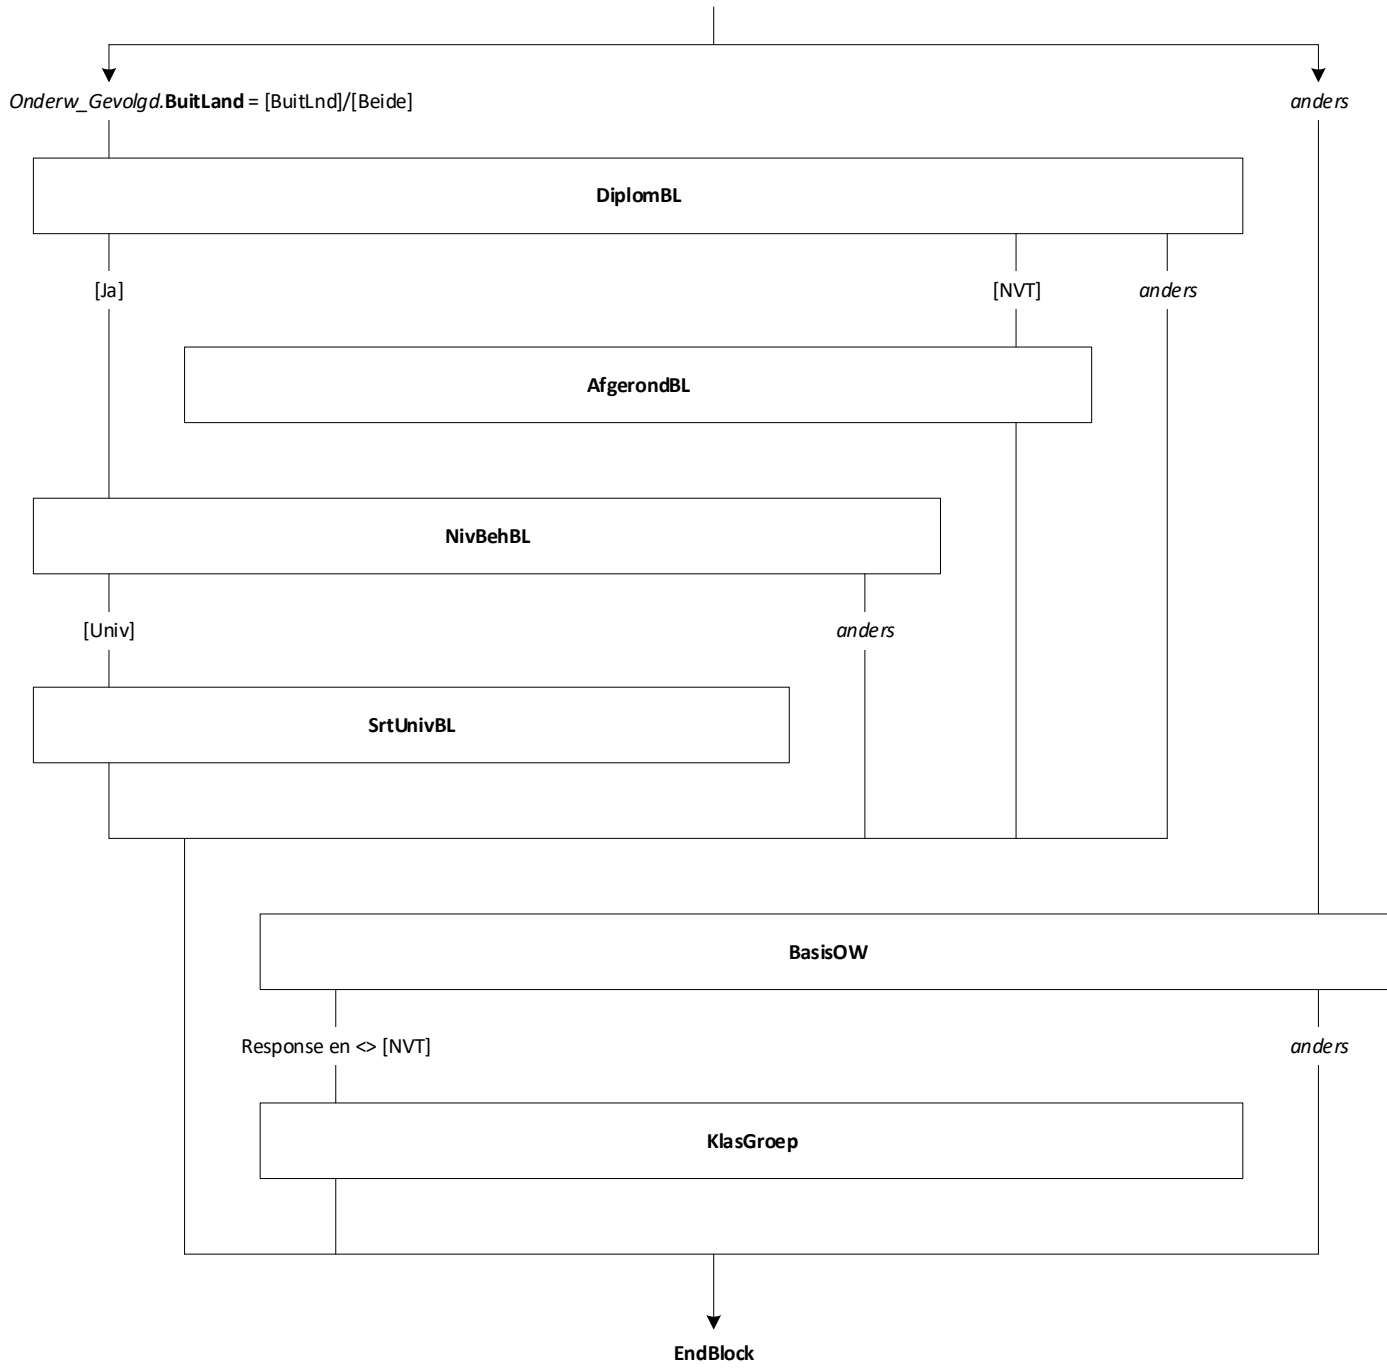 Onderw_Gevolgd.BuitLand = [BuitLnd]/[Beide]
anders
DiplomBL
[Ja]
[NVT]
anders
AfgerondBL
NivBehBL
[Univ]
anders
SrtUnivBL
BasisOW
Response en <> [NVT]
anders
KlasGroep
EndBlock